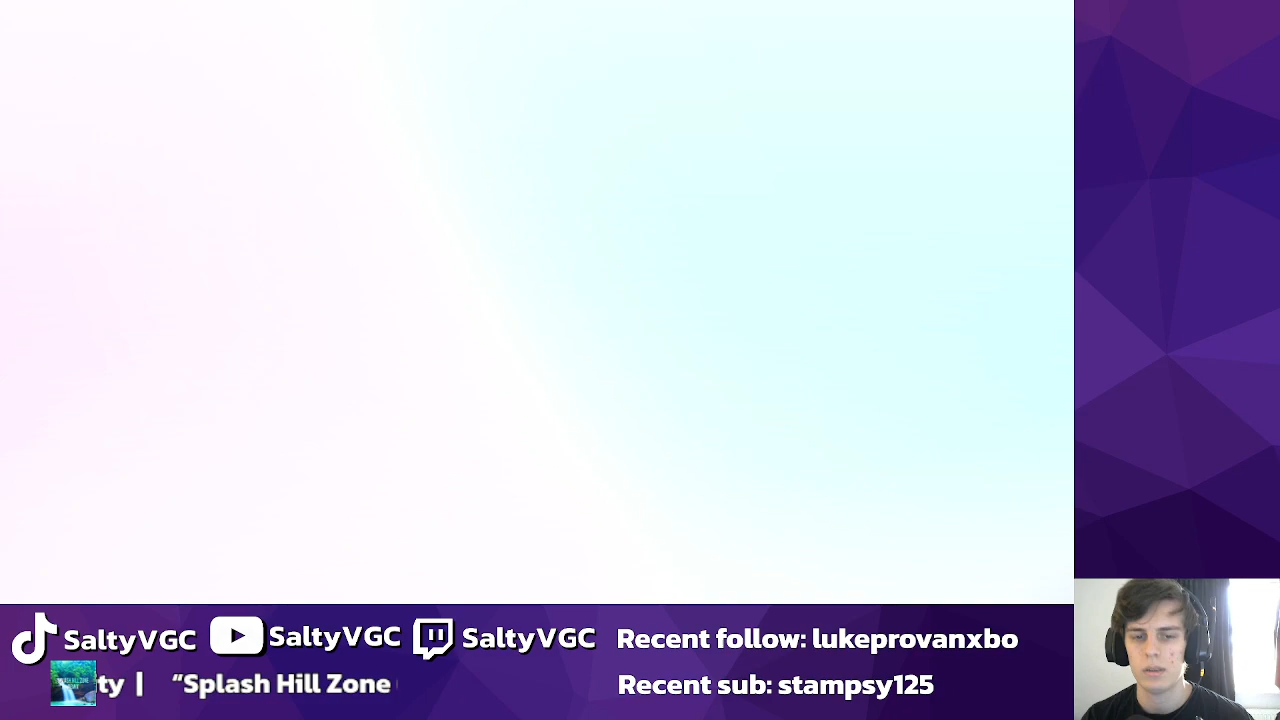 SaltyVGC SaltyVGC SaltyVGC Recent follow: lukeprovanxbo
ty | “Splash Hill Zone Recent sub: stampsy125